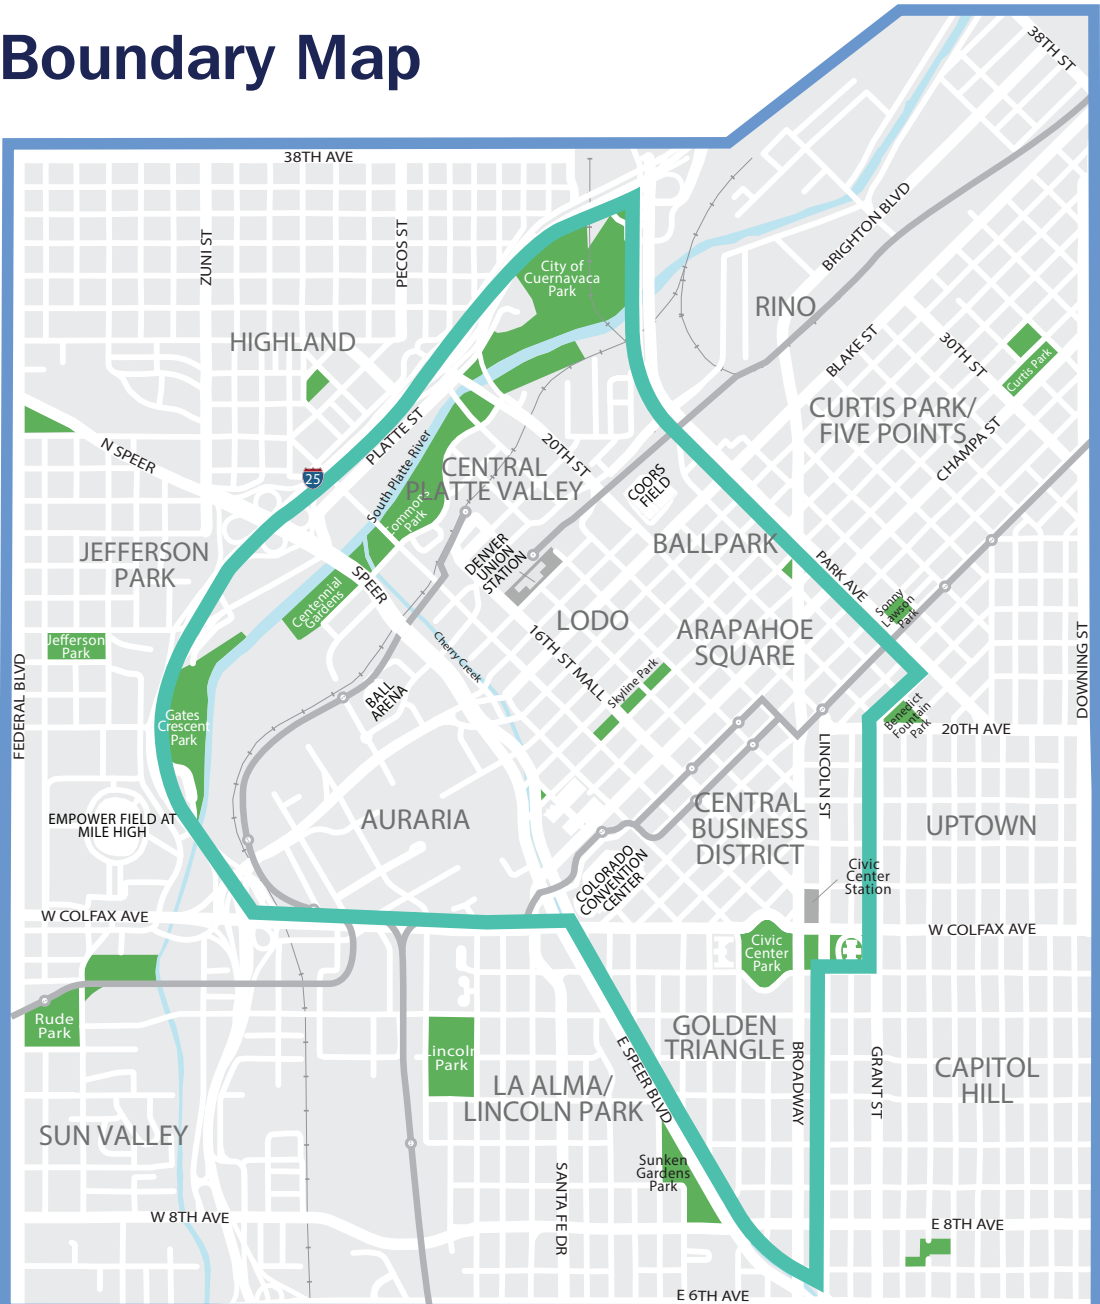 Boundary Map
38TH ST
38TH AVE
ZUNI ST
PECOS ST
BRIGHTON BLVD
City of
Cuernavaca
Park
RINO
HIGHLAND
BLAKE ST
30TH ST
Curtis Park
CURTIS PARK/
FIVE POINTS
CHAMPA ST
N SPEER
PLATTE ST
25
South Platte River
CENTRAL
PLATTE VALLEY
20TH ST
COORS
FIELD
Commons
Park
JEFFERSON
PARK
DENVER
UNION
STATION
BALLPARK
PARK AVE
SPEER
Centennial
Gardens
LODO
Sonny
Lawson
Park
ARAPAHOE
SQUARE
Jefferson
Park
Cherry Creek
16TH ST MALL
Skyline Park
FEDERAL BLVD
DOWNING ST
BALL
ARENA
Gates
Crescent
Park
Benedict
Fountain
Park
20TH AVE
LINCOLN ST
EMPOWER FIELD AT
MILE HIGH
AURARIA
CENTRAL
BUSINESS
DISTRICT
UPTOWN
COLORADO
CONVENTION
CENTER
Civic
Center
Station
W COLFAX AVE
W COLFAX AVE
Civic
Center
Park
Rude
Park
Lincoln
Park
GOLDEN
TRIANGLE
E SPEER BLVD
BROADWAY
GRANT ST
CAPITOL
HILL
LA ALMA/
LINCOLN PARK
SUN VALLEY
Sunken
Gardens
Park
SANTA FE DR
W 8TH AVE
E 8TH AVE
E 6TH AVE